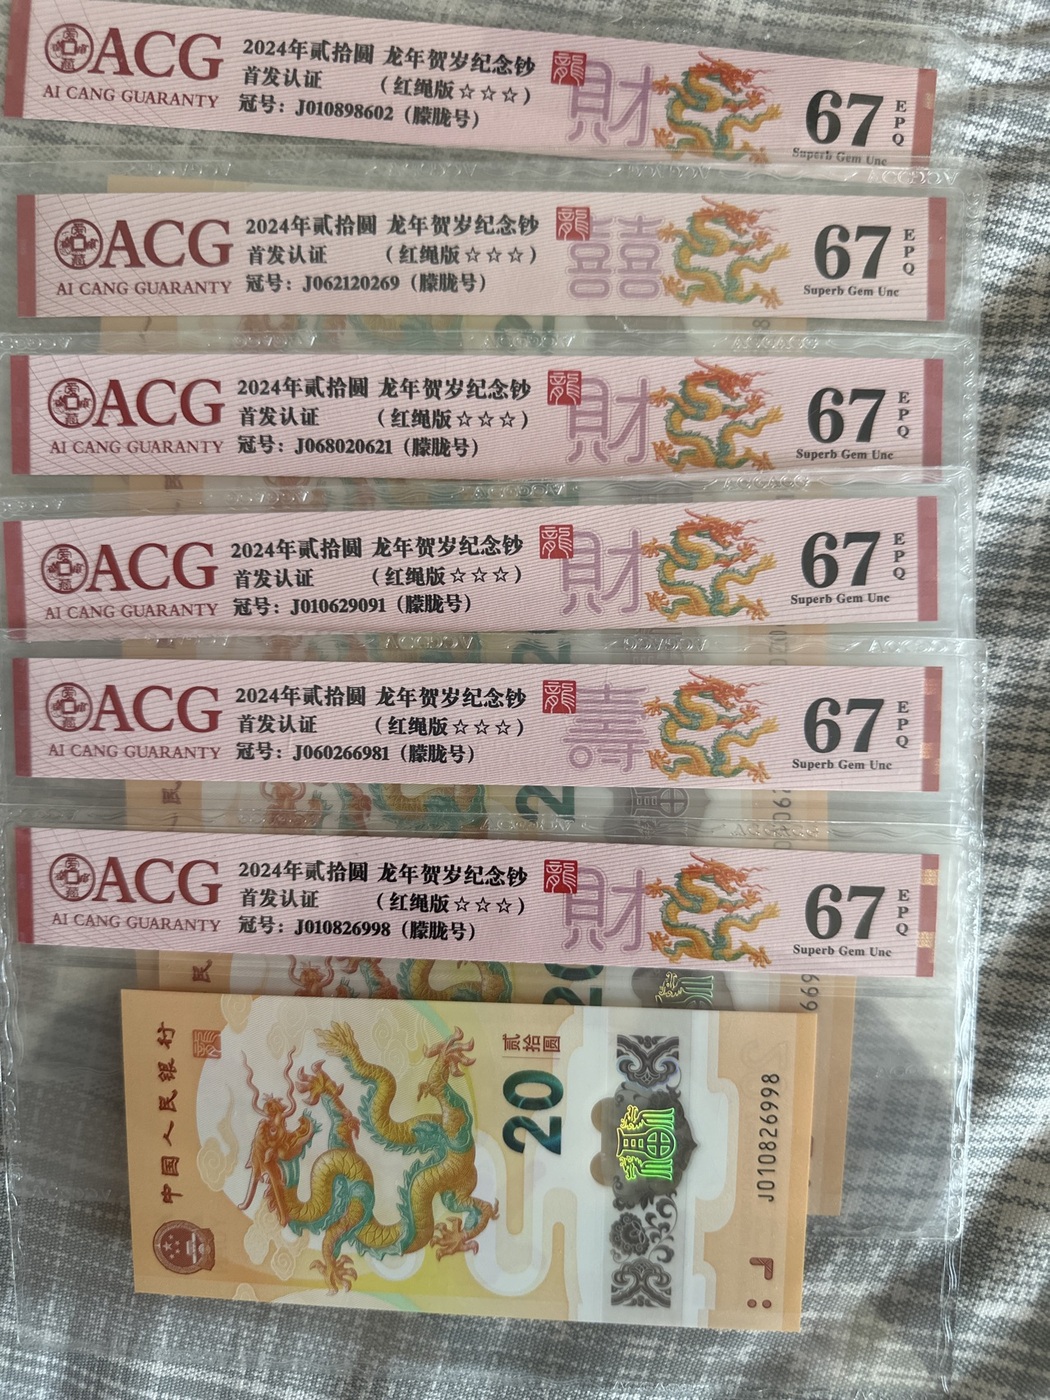 ACG
AI CANG GUARANTY
2024年贰拾圆 龙年贺岁纪念钞
首发认证 （红绳版☆☆☆）
冠号：J010898602（朦胧号）
龍
財
67
EPQ
Superb Gem Unc
ACG
AI CANG GUARANTY
2024年贰拾圆 龙年贺岁纪念钞
首发认证 （红绳版☆☆☆）
冠号：J062120269（朦胧号）
龍
囍
67
EPQ
Superb Gem Unc
ACG
AI CANG GUARANTY
2024年贰拾圆 龙年贺岁纪念钞
首发认证 （红绳版☆☆☆）
冠号：J068020621（朦胧号）
龍
財
67
EPQ
Superb Gem Unc
ACG
AI CANG GUARANTY
2024年贰拾圆 龙年贺岁纪念钞
首发认证 （红绳版☆☆☆）
冠号：J010629091（朦胧号）
龍
財
67
EPQ
Superb Gem Unc
ACG
AI CANG GUARANTY
2024年贰拾圆 龙年贺岁纪念钞
首发认证 （红绳版☆☆☆）
冠号：J060266981（朦胧号）
龍
壽
67
EPQ
Superb Gem Unc
ACG
AI CANG GUARANTY
2024年贰拾圆 龙年贺岁纪念钞
首发认证 （红绳版☆☆☆）
冠号：J010826998（朦胧号）
龍
財
67
EPQ
Superb Gem Unc
中国人民银行
贰拾圆
20
福
J010826998